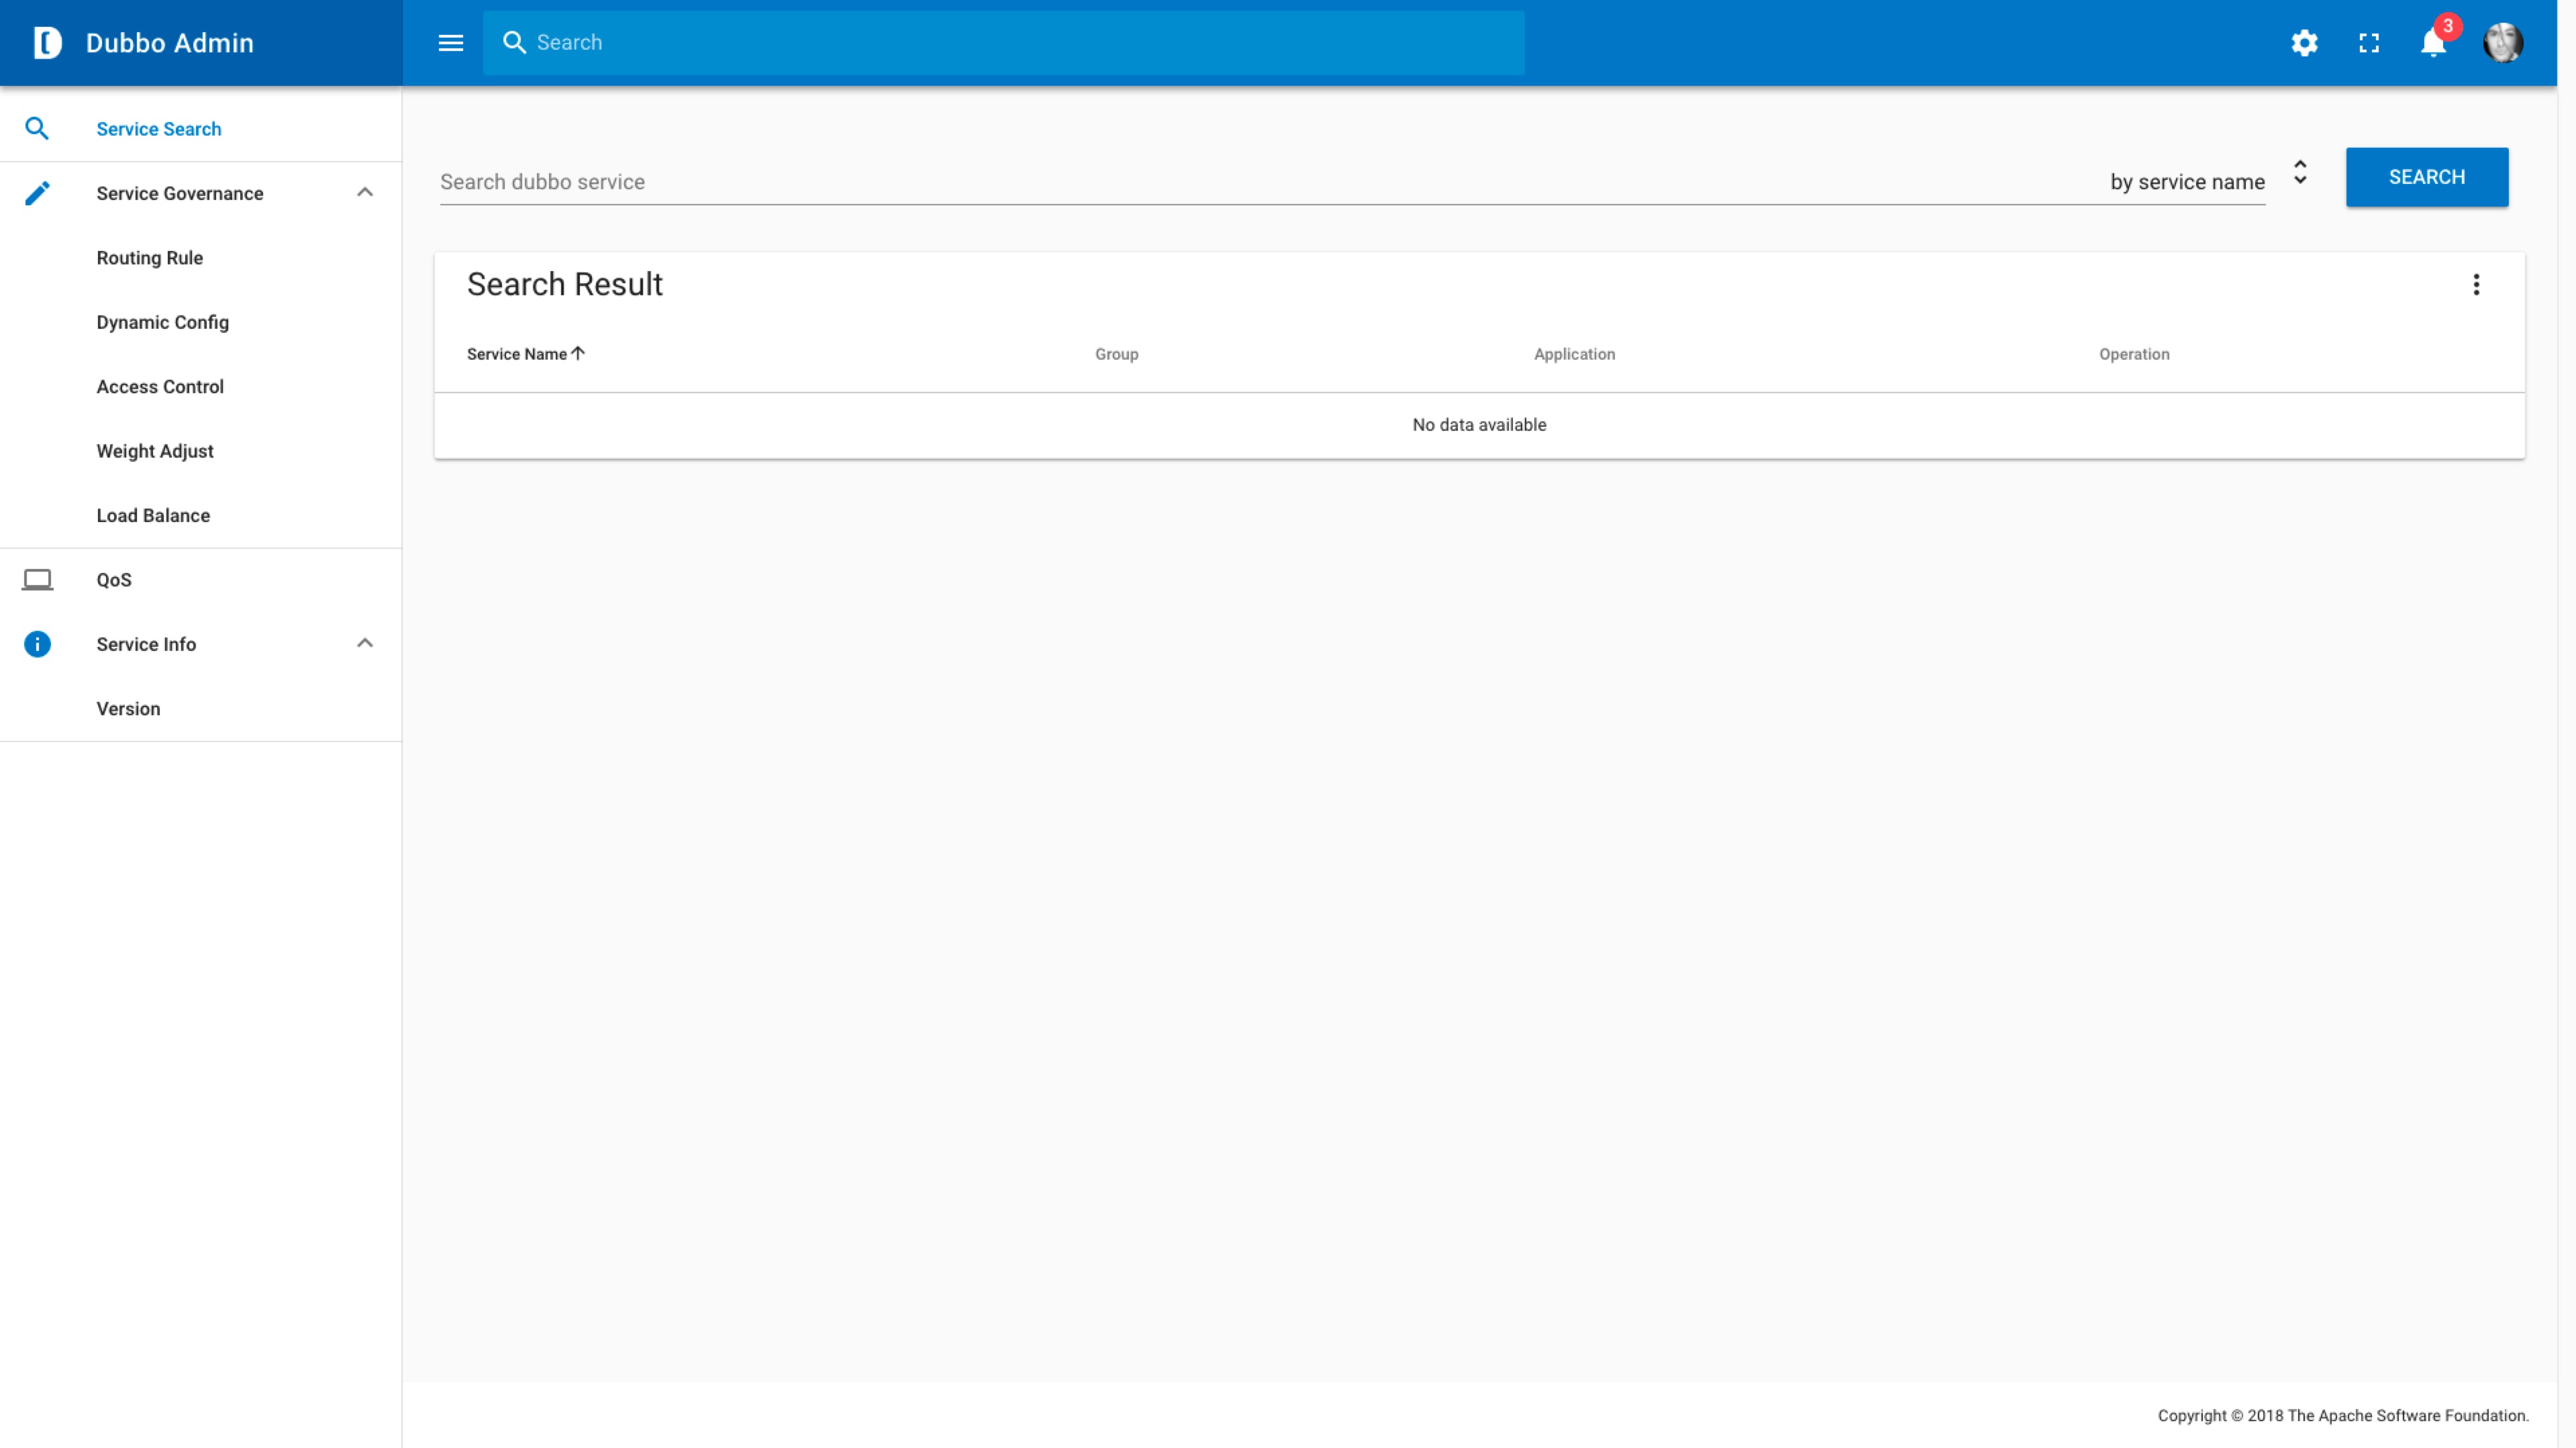 Dubbo Admin
Search
3
Service Search
Service Governance
Routing Rule
Dynamic Config
Access Control
Weight Adjust
Load Balance
QoS
Service Info
Version
Search dubbo service
by service name
SEARCH
Search Result
Service Name Group Application Operation
No data available
Copyright © 2018 The Apache Software Foundation.